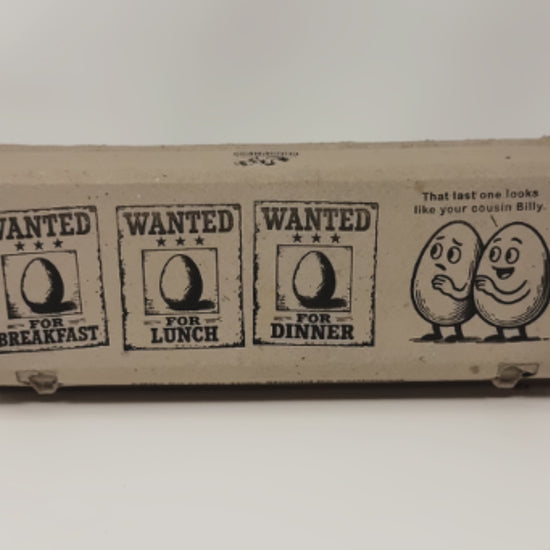 WANTED
FOR
BREAKFAST
WANTED
FOR
LUNCH
WANTED
FOR
DINNER
That last one looks
like your cousin Billy.